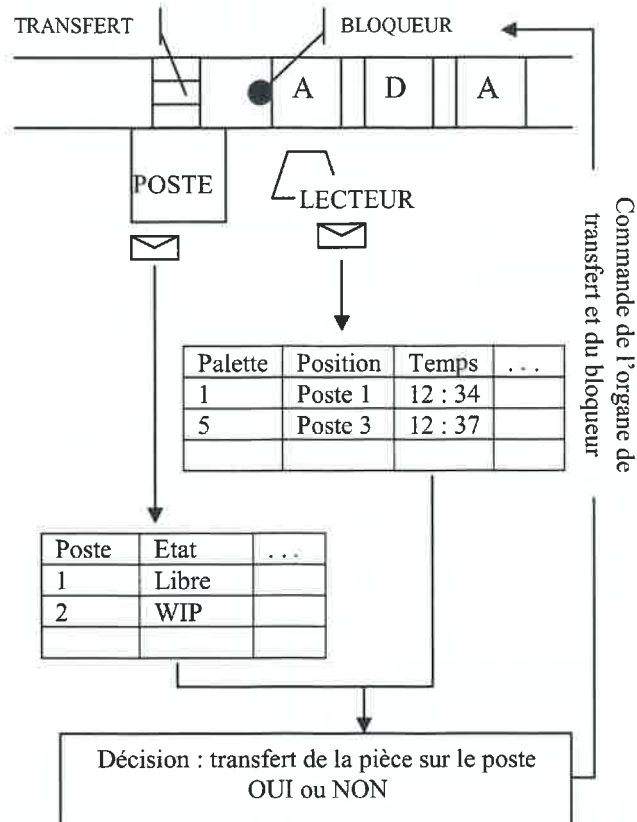 TRANSFERT
BLOQUEUR
A D A
POSTE
LECTEUR
Commande de l'organe de
transfert et du bloqueur
Palette Position Temps ...
1 Poste 1 12 : 34
5 Poste 3 12 : 37
Poste Etat ...
1 Libre
2 WIP
Décision : transfert de la pièce sur le poste
OUI ou NON